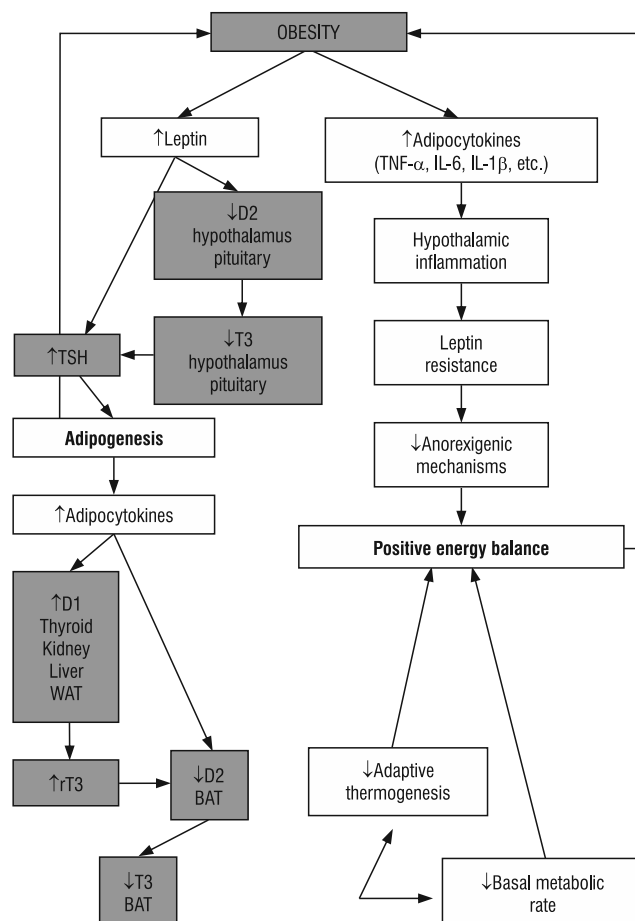 OBESITY
↑Leptin
↑Adipocytokines
(TNF-α, IL-6, IL-1β, etc.)
↓D2
hypothalamus
pituitary
Hypothalamic
inflammation
↑TSH
↓T3
hypothalamus
pituitary
Leptin
resistance
Adipogenesis
↓Anorexigenic
mechanisms
↑Adipocytokines
Positive energy balance
↑D1
Thyroid
Kidney
Liver
WAT
↑rT3
↓D2
BAT
↓Adaptive
thermogenesis
↓T3
BAT
↓Basal metabolic
rate